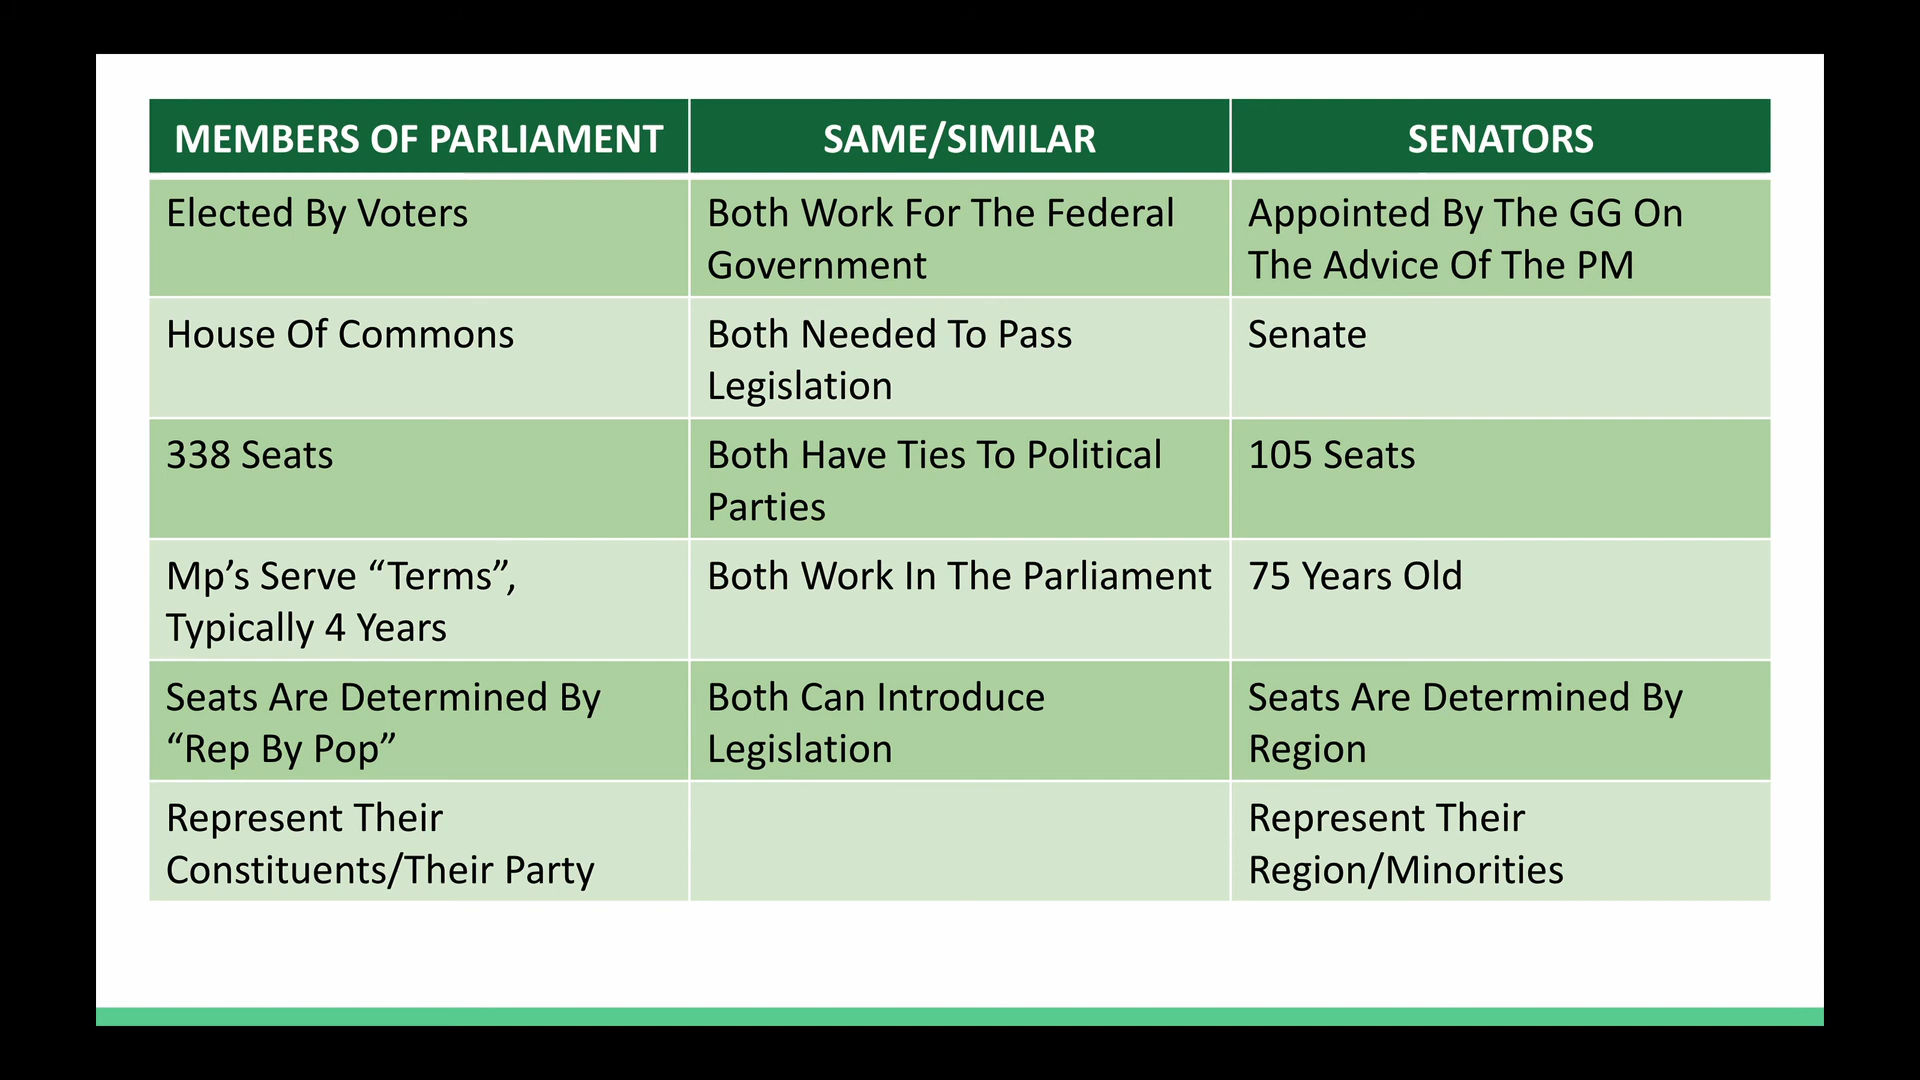 MEMBERS OF PARLIAMENT
SAME/SIMILAR
SENATORS
Elected By Voters
Both Work For The Federal
Government
Appointed By The GG On
The Advice Of The PM
House Of Commons
Both Needed To Pass
Legislation
Senate
338 Seats
Both Have Ties To Political
Parties
105 Seats
Mp’s Serve “Terms”,
Typically 4 Years
Both Work In The Parliament
75 Years Old
Seats Are Determined By
“Rep By Pop”
Both Can Introduce
Legislation
Seats Are Determined By
Region
Represent Their
Constituents/Their Party
Represent Their
Region/Minorities